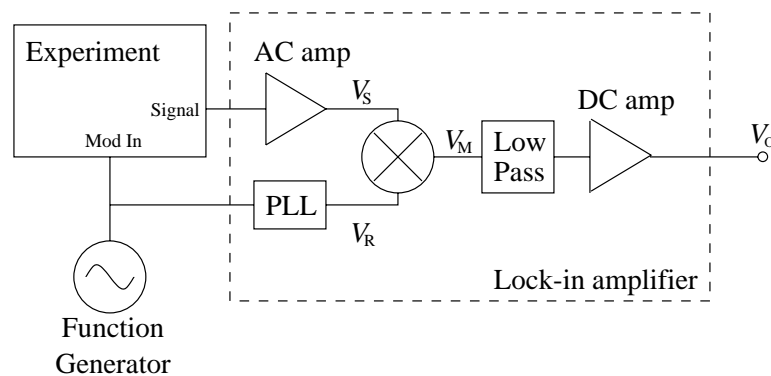 Experiment
Signal
Mod In
AC amp
V_S
V_M
Low
Pass
DC amp
V_O
PLL
V_R
Lock-in amplifier
Function
Generator